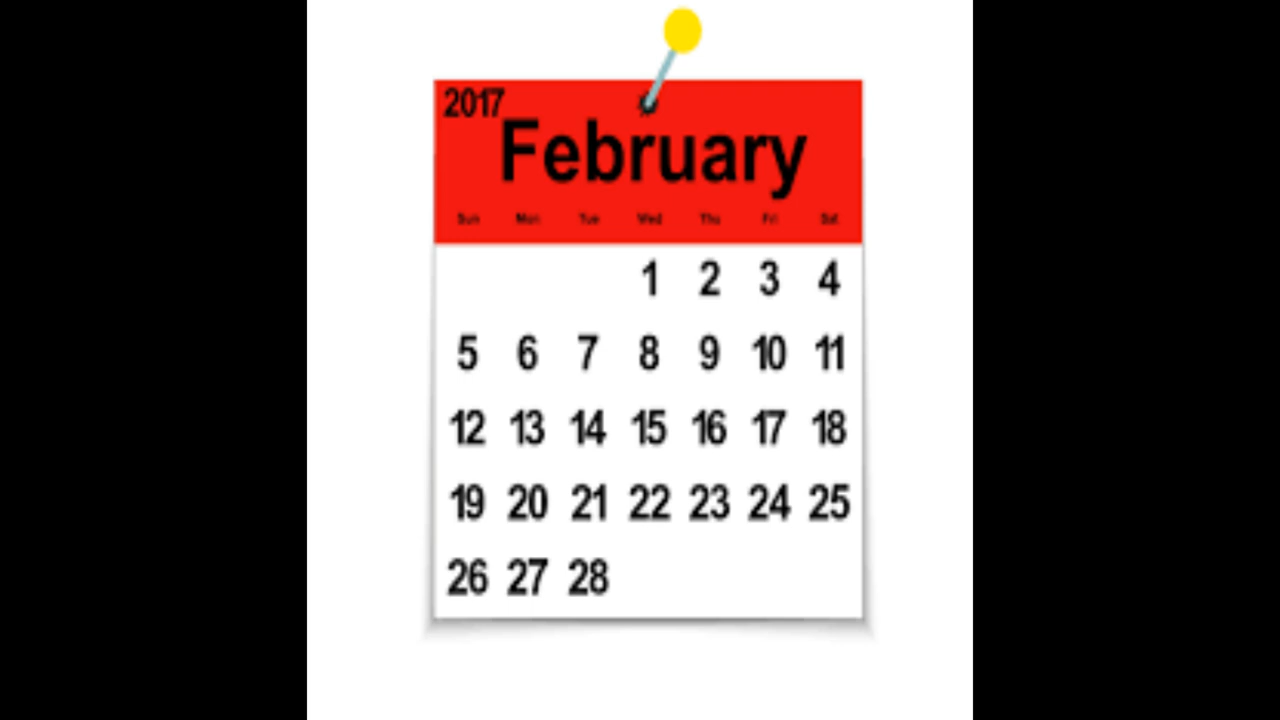 2017
February
Sun Mon Tue Wed Thu Fri Sat
1 2 3 4
5 6 7 8 9 10 11
12 13 14 15 16 17 18
19 20 21 22 23 24 25
26 27 28